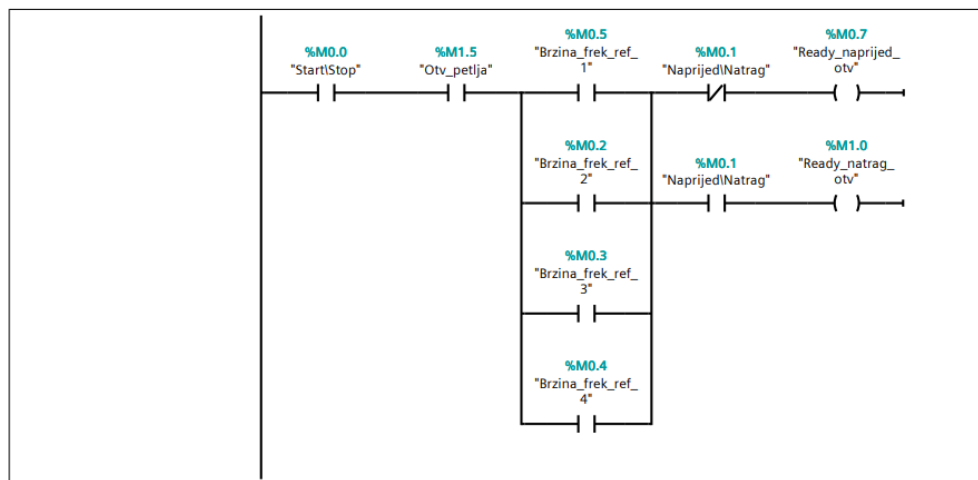 %M0.0
"Start\Stop"
%M1.5
"Otv_petlja"
%M0.5
"Brzina_frek_ref_
1"
%M0.1
"Naprijed\Natrag"
%M0.7
"Ready_naprijed_
otv"
%M0.2
"Brzina_frek_ref_
2"
%M0.1
"Naprijed\Natrag"
%M1.0
"Ready_natrag_
otv"
%M0.3
"Brzina_frek_ref_
3"
%M0.4
"Brzina_frek_ref_
4"